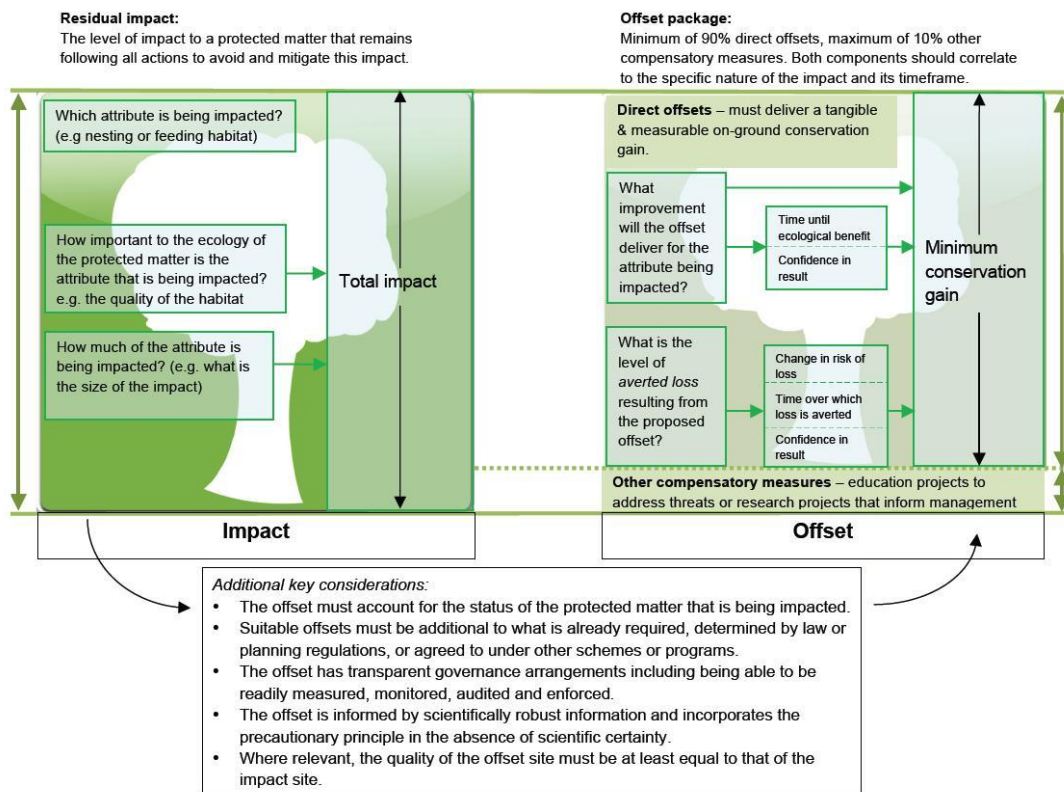 Residual impact:
The level of impact to a protected matter that remains
following all actions to avoid and mitigate this impact.
Offset package:
Minimum of 90% direct offsets, maximum of 10% other
compensatory measures. Both components should correlate
to the specific nature of the impact and its timeframe.
Which attribute is being impacted?
(e.g nesting or feeding habitat)
How important to the ecology of
the protected matter is the
attribute that is being impacted?
e.g. the quality of the habitat
How much of the attribute is
being impacted? (e.g. what is
the size of the impact)
Total impact
Impact
Direct offsets – must deliver a tangible
& measurable on-ground conservation
gain.
What
improvement
will the offset
deliver for the
attribute being
impacted?
Time until
ecological benefit
Confidence in
result
What is the
level of
averted loss
resulting from
the proposed
offset?
Change in risk of
loss
Time over which
loss is averted
Confidence in
result
Minimum
conservation
gain
Other compensatory measures – education projects to
address threats or research projects that inform management
Offset
Additional key considerations:
• The offset must account for the status of the protected matter that is being impacted.
• Suitable offsets must be additional to what is already required, determined by law or
planning regulations, or agreed to under other schemes or programs.
• The offset has transparent governance arrangements including being able to be
readily measured, monitored, audited and enforced.
• The offset is informed by scientifically robust information and incorporates the
precautionary principle in the absence of scientific certainty.
• Where relevant, the quality of the offset site must be at least equal to that of the
impact site.